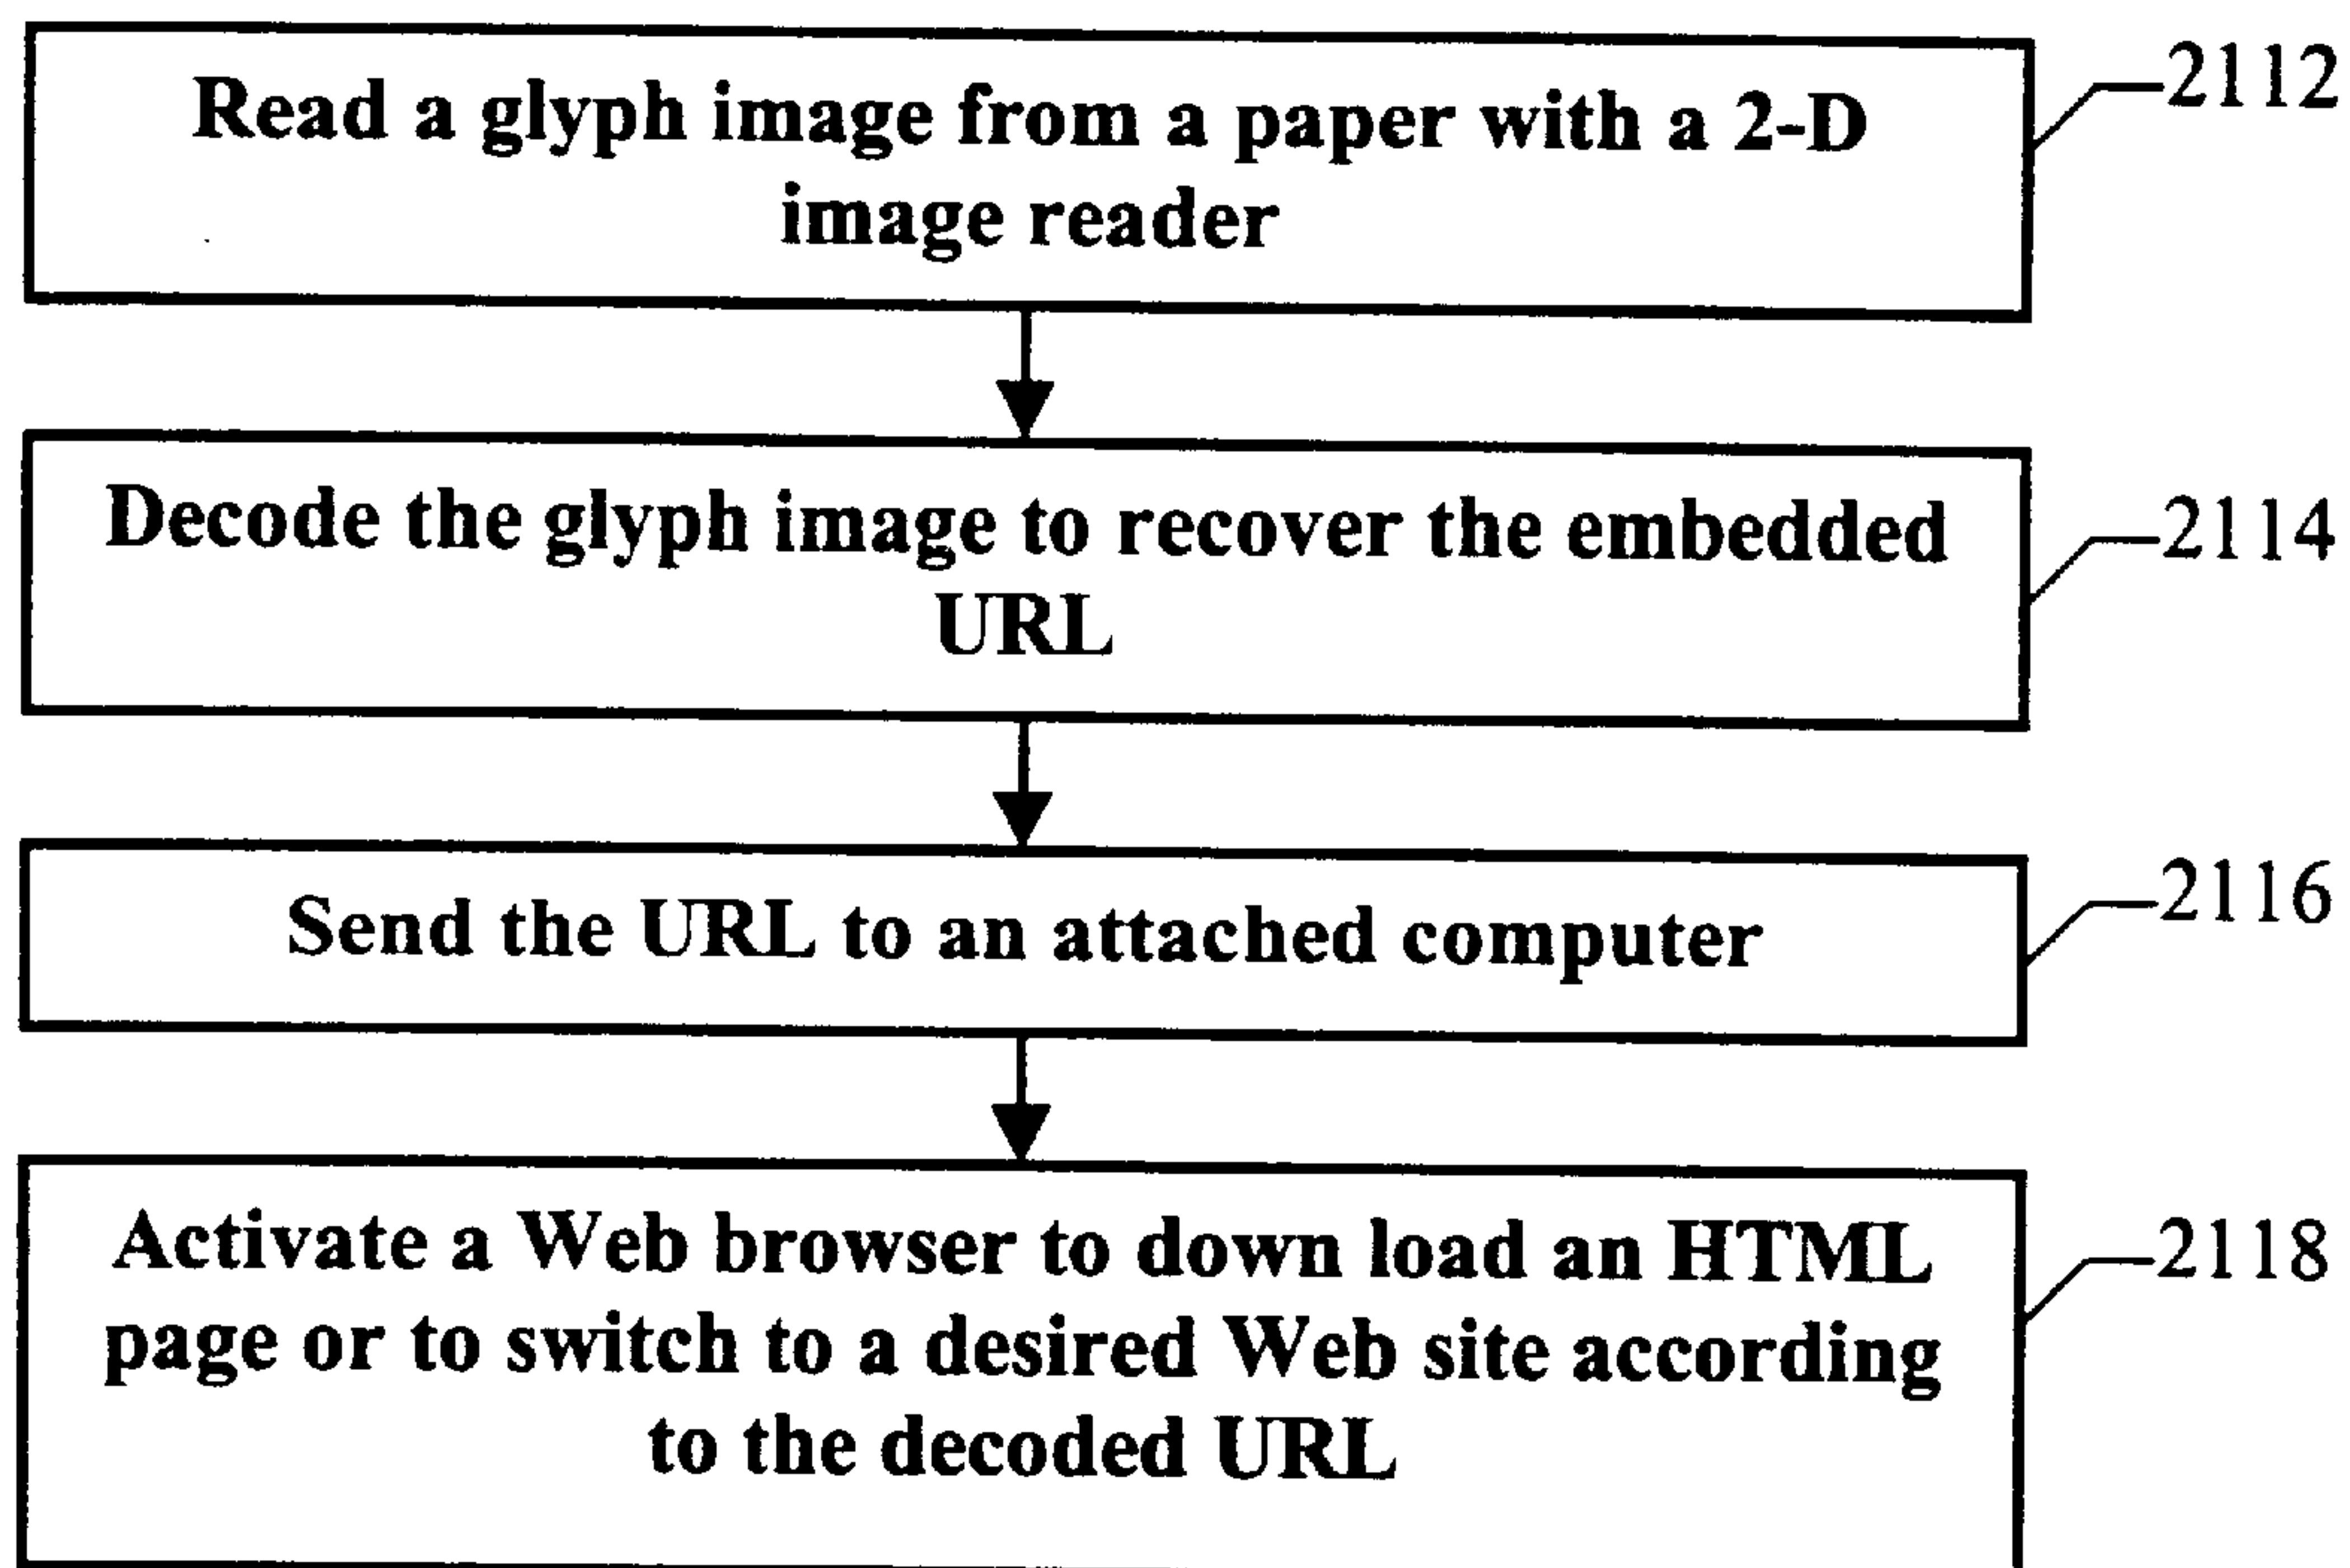 Read a glyph image from a paper with a 2-D
image reader
2112
Decode the glyph image to recover the embedded
URL
2114
Send the URL to an attached computer
2116
Activate a Web browser to down load an HTML
page or to switch to a desired Web site according
to the decoded URL
2118